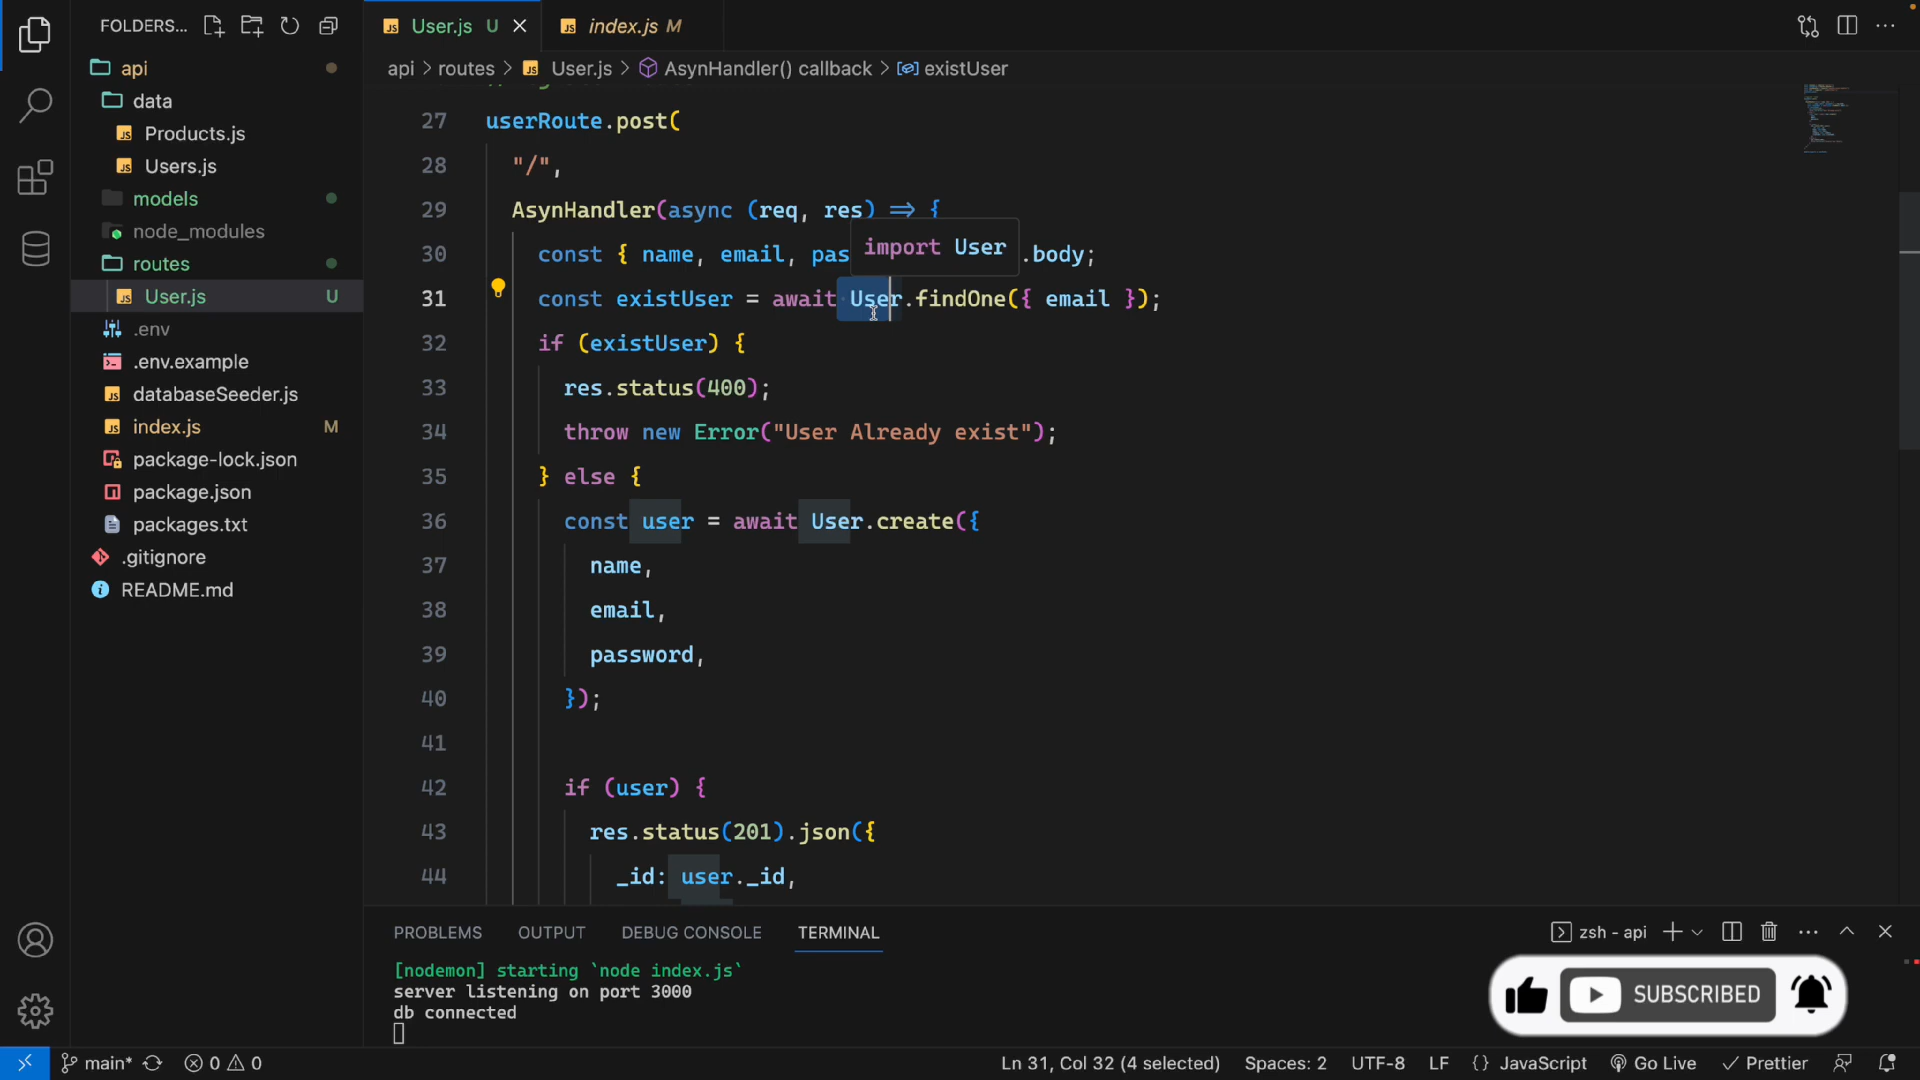 FOLDERS...
User.js U
index.js M
api > routes > User.js > AsynHandler() callback > existUser
api
data
Products.js
Users.js
models
node_modules
routes
User.js U
.env
.env.example
databaseSeeder.js
index.js M
package-lock.json
package.json
packages.txt
.gitignore
README.md
27 userRoute.post(
28 "/",
29 AsynHandler(async (req, res) => {
import User
30 const { name, email, pas .body;
31 const existUser = await User.findOne({ email });
32 if (existUser) {
33 res.status(400);
34 throw new Error("User Already exist");
35 } else {
36 const user = await User.create({
37 name,
38 email,
39 password,
40 });
41
42 if (user) {
43 res.status(201).json({
44 _id: user._id,
PROBLEMS OUTPUT DEBUG CONSOLE TERMINAL
zsh - api
[nodemon] starting `node index.js`
server listening on port 3000
db connected
SUBSCRIBED
main* 0 0
Ln 31, Col 32 (4 selected) Spaces: 2 UTF-8 LF {} JavaScript Go Live Prettier